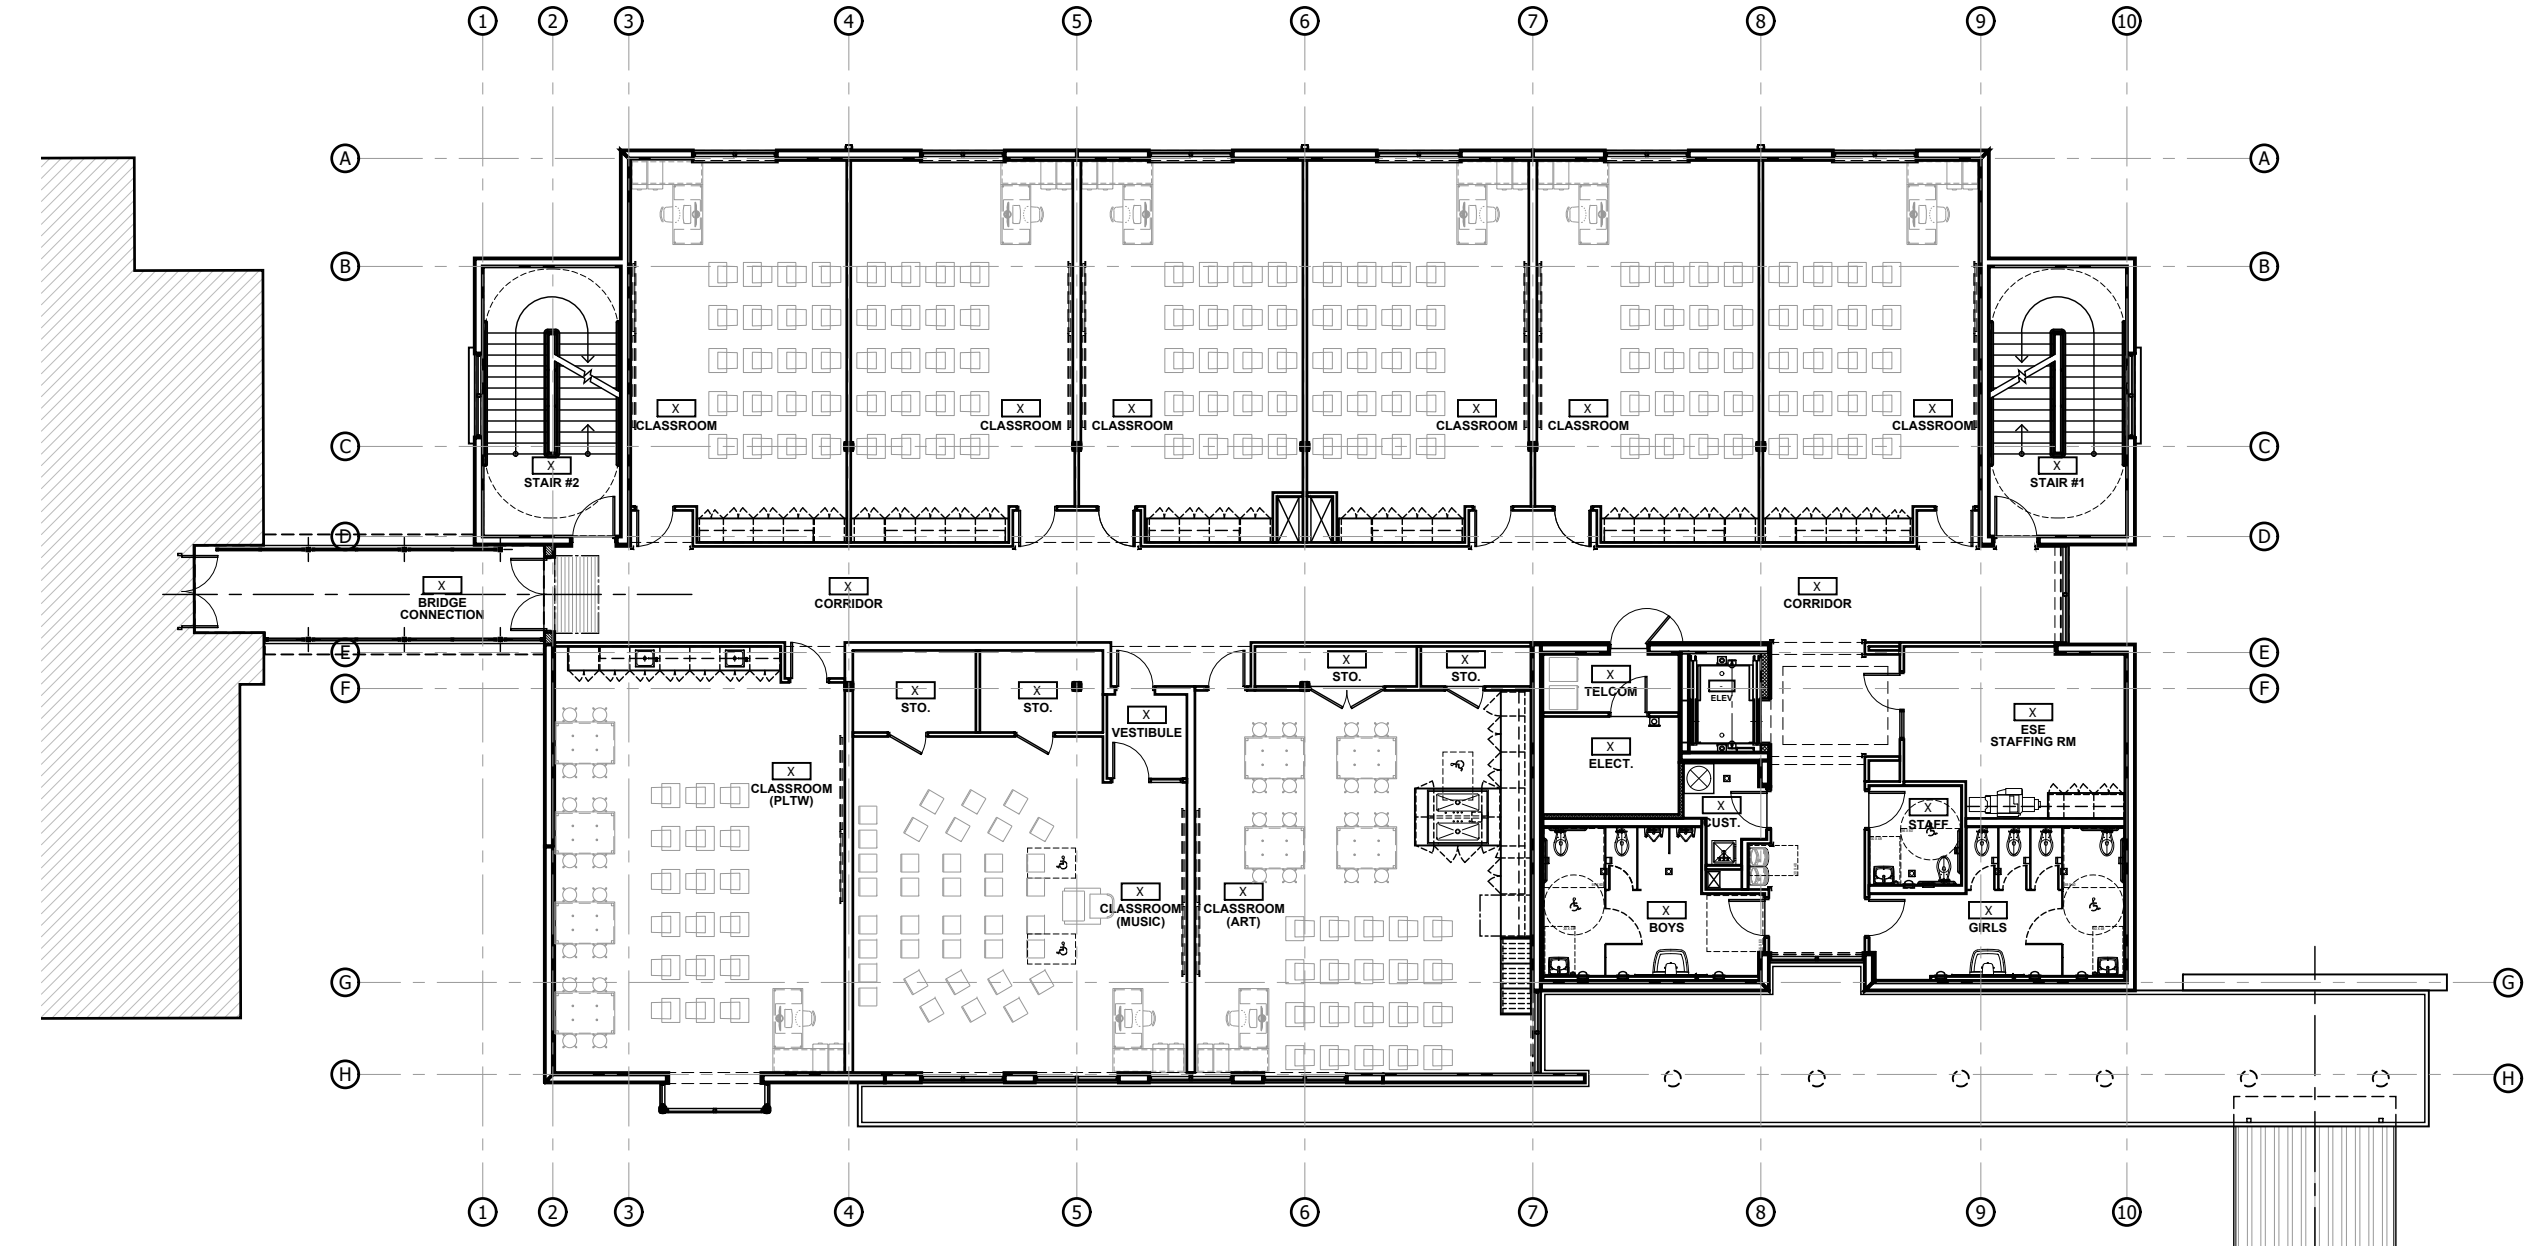 1 2 3 4 5 6 7 8 9 10
A A
B B
X X X X X X
CLASSROOM CLASSROOM CLASSROOM CLASSROOM CLASSROOM CLASSROOM
C C
X X
STAIR #2 STAIR #1
D D
X X X
BRIDGE
CONNECTION
CORRIDOR CORRIDOR
E E
X X
STO. STO.
X
TELCOM
-
ELEV
F F
X X
STO. STO.
X
VESTIBULE
X
ESE
STAFFING RM
X
ELECT.
X
CLASSROOM
(PLTW)
X
CUST.
X
STAFF
X
CLASSROOM
(MUSIC)
X
CLASSROOM
(ART)
X
BOYS
X
GIRLS
G G
H H
1 2 3 4 5 6 7 8 9 10